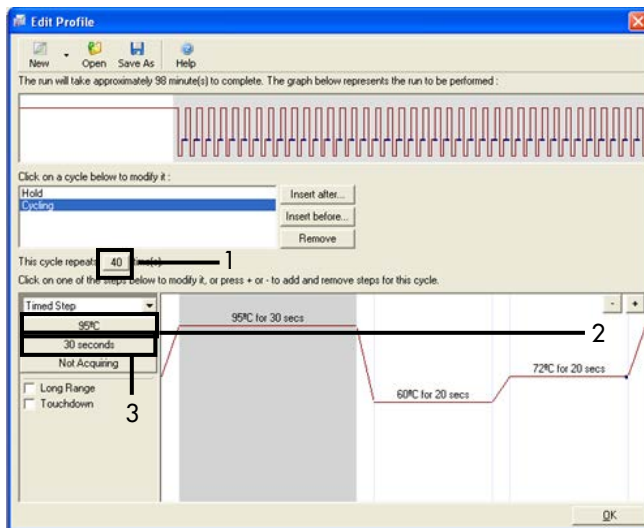 Edit Profile
New Open Save As Help
The run will take approximately 98 minute(s) to complete. The graph below represents the run to be performed :
Click on a cycle below to modify it :
Hold
Cycling
Insert after...
Insert before...
Remove
This cycle repeats 40 time(s).
1
Click on one of the steps below to modify it, or press + or - to add and remove steps for this cycle.
Timed Step
- +
95ºC
30 seconds
Not Acquiring
Long Range
Touchdown
95ºC for 30 secs
60ºC for 20 secs
72ºC for 20 secs
2
3
OK